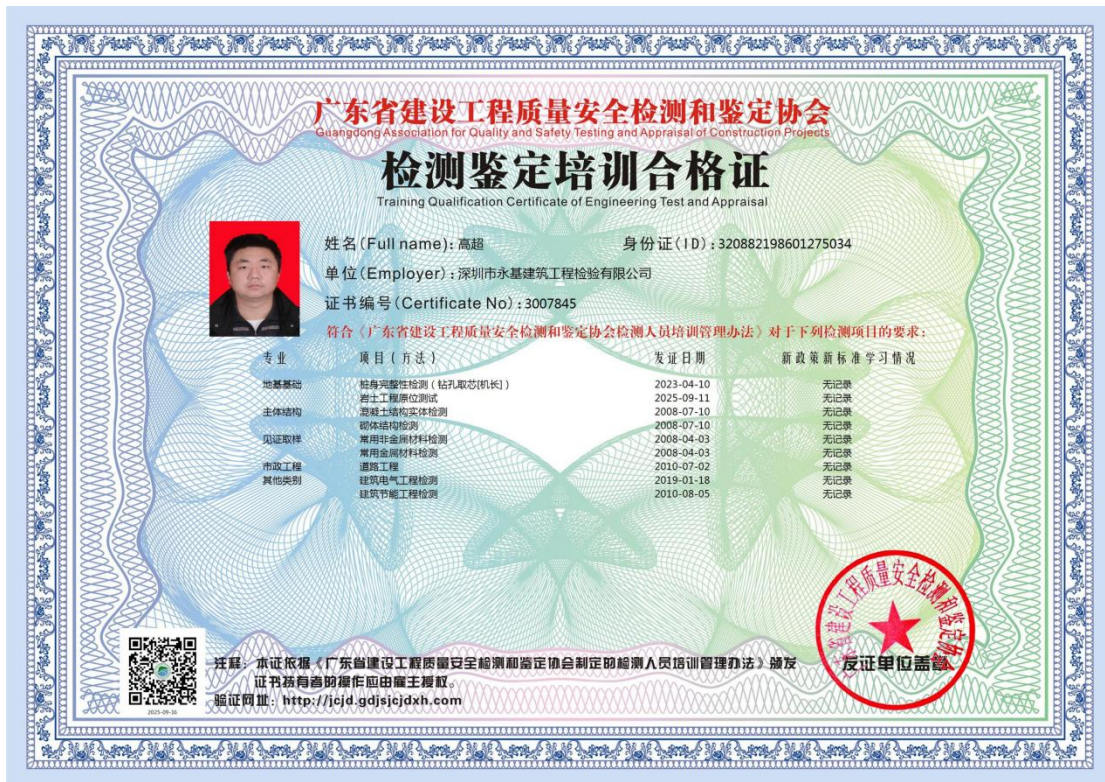 广东省建设工程质量安全检测和鉴定协会
Guangdong Association for Quality and Safety Testing and Appraisal of Construction Projects
检测鉴定培训合格证
Training Qualification Certificate of Engineering Test and Appraisal
姓名(Full name): 高超 身份证(ID): 320882198601275034
单位(Employer): 深圳市永基建筑工程检验有限公司
证书编号(Certificate No): 3007845
符合《广东省建设工程质量安全检测和鉴定协会检测人员培训管理办法》对于下列检测项目的要求:
专业 项目(方法) 发证日期 新政策新标准学习情况
地基基础 桩身完整性检测(钻孔取芯[机长]) 2023-04-10 无记录
岩土工程原位测试 2025-09-11 无记录
主体结构 混凝土结构实体检测 2008-07-10 无记录
砌体结构检测 2008-07-10 无记录
见证取样 常用非金属材料检测 2008-04-03 无记录
常用金属材料检测 2008-04-03 无记录
市政工程 道路工程 2010-07-02 无记录
其他类别 建筑电气工程检测 2019-01-18 无记录
建筑节能工程检测 2010-08-05 无记录
广东省建设工程质量安全检测和鉴定协会
发证单位盖章
注释: 本证依据《广东省建设工程质量安全检测和鉴定协会制定的检测人员培训管理办法》颁发
证书持有者的操作应由雇主授权。
验证网址: http://jcjd.gdjsjcjdxh.com
2025-09-16